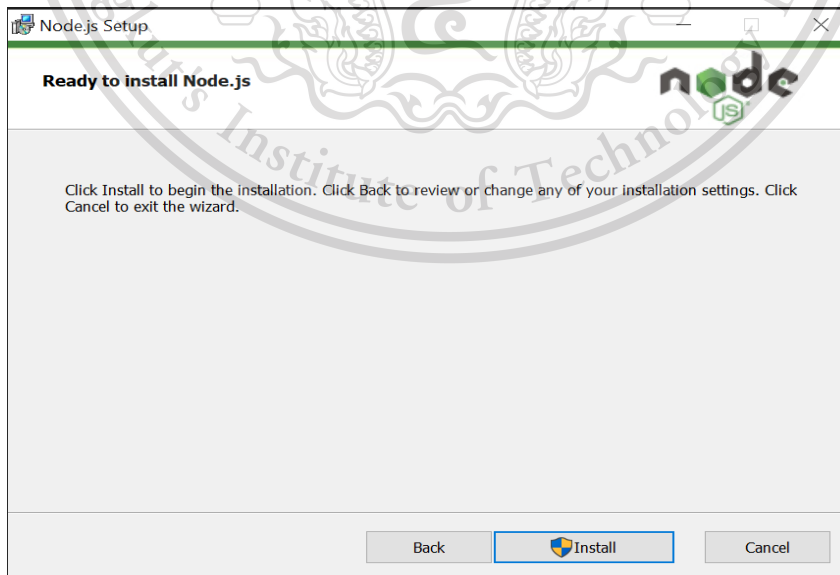 Node.js Setup
Ready to install Node.js
node
JS
Click Install to begin the installation. Click Back to review or change any of your installation settings. Click
Cancel to exit the wizard.
Institute of Technology
Back
Install
Cancel